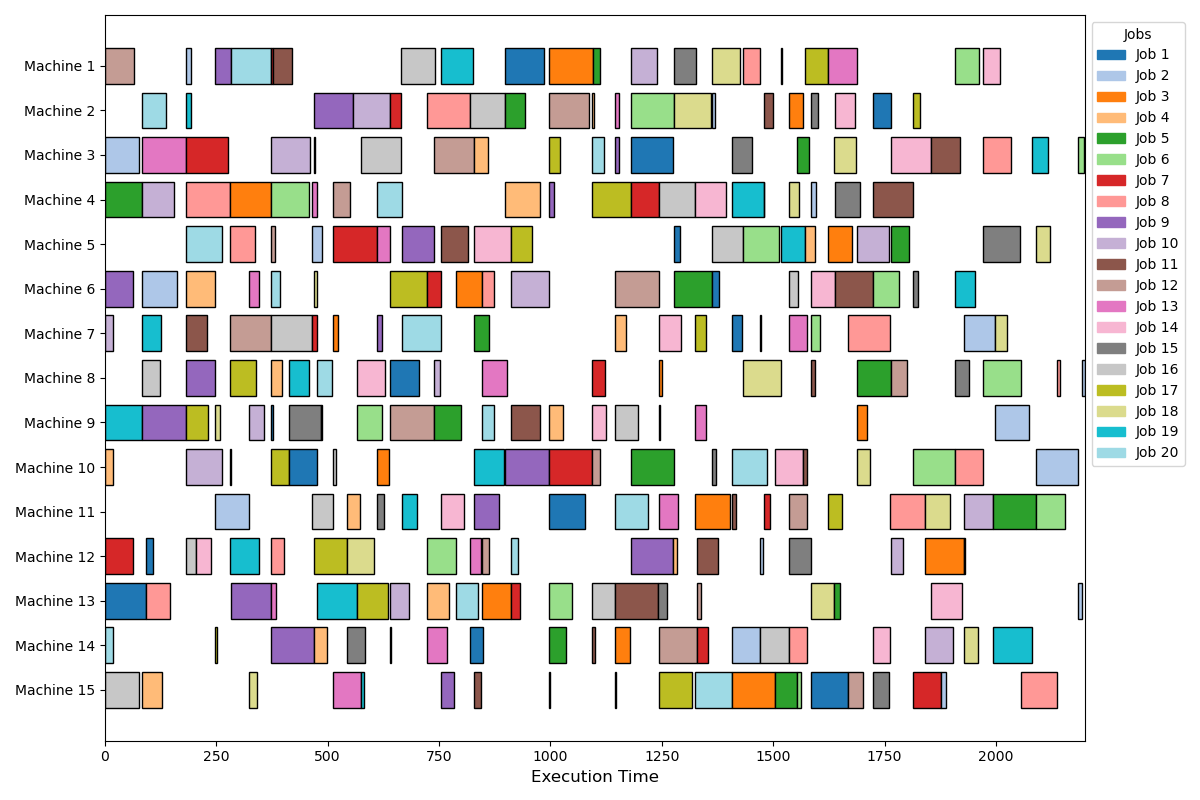 Machine 1
Machine 2
Machine 3
Machine 4
Machine 5
Machine 6
Machine 7
Machine 8
Machine 9
Machine 10
Machine 11
Machine 12
Machine 13
Machine 14
Machine 15
0 250 500 750 1000 1250 1500 1750 2000
Execution Time
Jobs
Job 1
Job 2
Job 3
Job 4
Job 5
Job 6
Job 7
Job 8
Job 9
Job 10
Job 11
Job 12
Job 13
Job 14
Job 15
Job 16
Job 17
Job 18
Job 19
Job 20